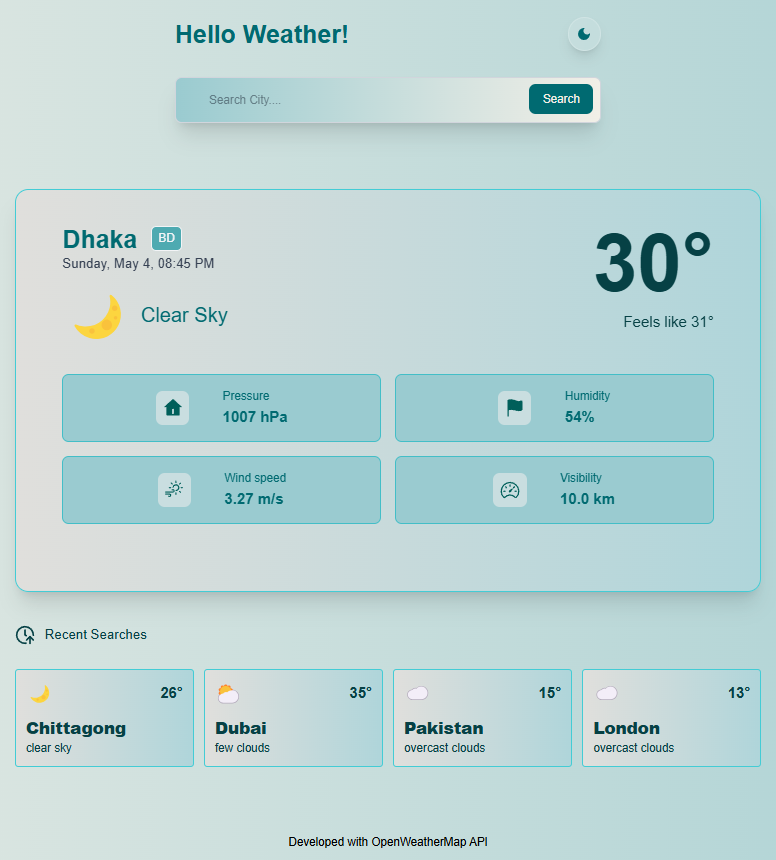 Hello Weather!
Search City....
Search
Dhaka BD
Sunday, May 4, 08:45 PM
30°
Clear Sky
Feels like 31°
Pressure
1007 hPa
Humidity
54%
Wind speed
3.27 m/s
Visibility
10.0 km
Recent Searches
26°
Chittagong
clear sky
35°
Dubai
few clouds
15°
Pakistan
overcast clouds
13°
London
overcast clouds
Developed with OpenWeatherMap API